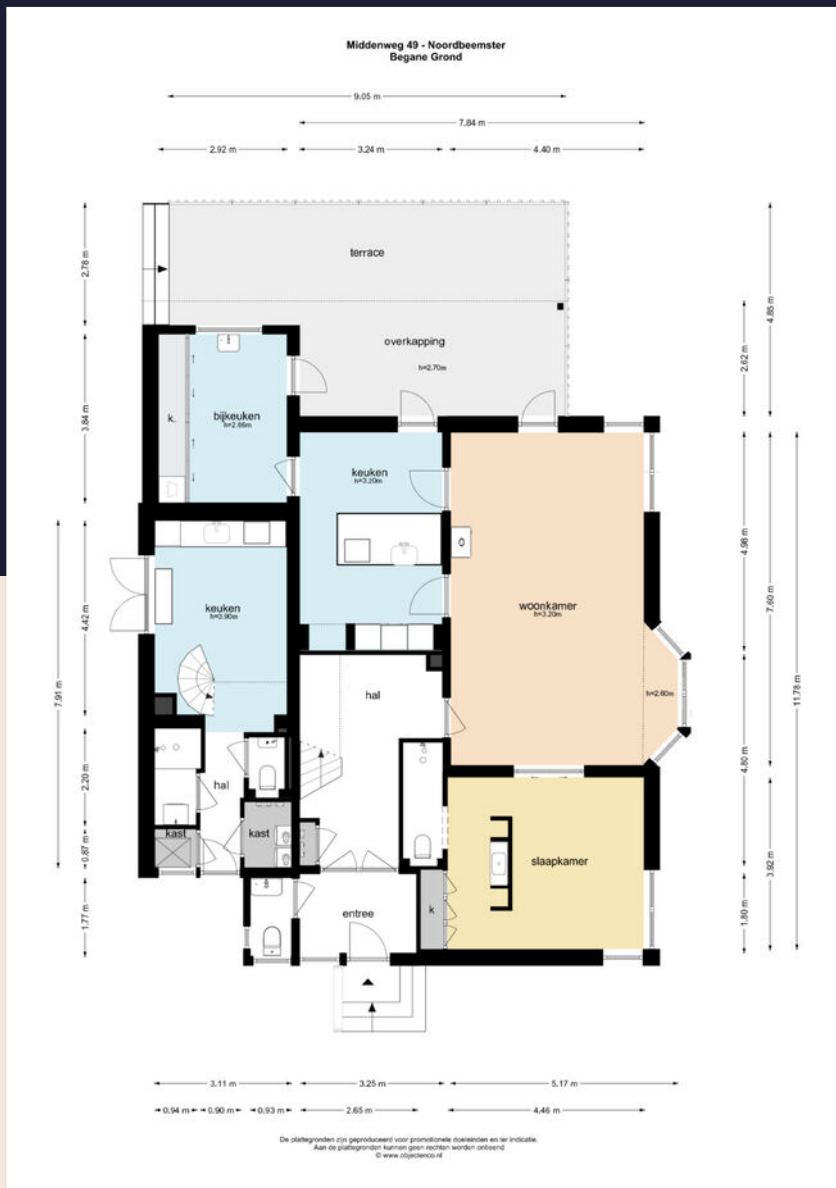 Middenweg 49 - Noordbeemster
Begane Grond
9.05 m
7.84 m
2.92 m
3.24 m
4.40 m
2.78 m
3.84 m
4.42 m
7.91 m
2.20 m
0.87 m
1.77 m
terrace
overkapping
h=2.70m
k.
bijkeuken
h=2.66m
keuken
h=3.20m
keuken
h=3.90m
woonkamer
h=3.20m
h=2.60m
hal
hal
kast
kast
slaapkamer
k
entree
4.85 m
2.62 m
4.98 m
7.60 m
11.78 m
4.80 m
3.92 m
1.80 m
3.11 m
3.25 m
5.17 m
0.94 m
0.90 m
0.93 m
2.65 m
4.46 m
De plattegronden zijn geproduceerd voor promotionele doeleinden en ter indicatie.
Aan de plattegronden kunnen geen rechten worden ontleend
© www.objectenco.nl